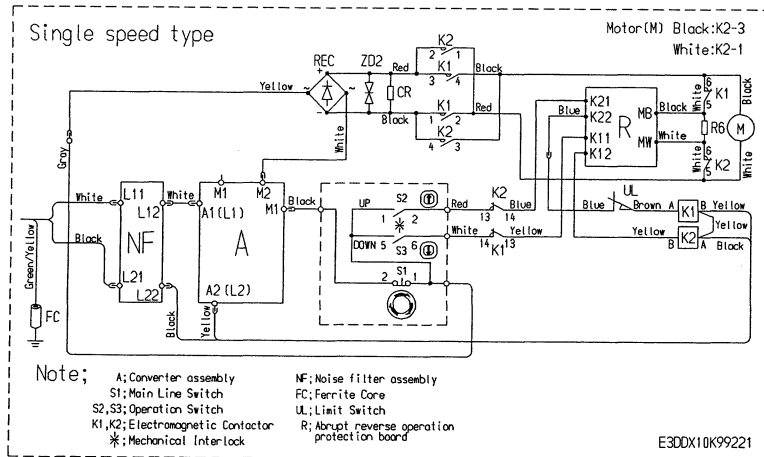 Single speed type
Motor(M) Black:K2-3
White:K2-1
REC
ZD2
K2
2 1
Red
K1
Black
3 4
Yellow
+
~
~
-
CR
K1
1 2
Red
Black
K2
4 3
White
K21
Blue
K22
K11
K12
R
MB
MW
Black
White
White
6
K1
5
R6
White
6
K2
5
Black
M
White
Gray
White
L11
L12
White
M1
M2
M1
Black
A1(L1)
NF
A
Black
L21
L22
A2(L2)
Green/Yellow
FC
Black
Yellow
UP
S2
1 2
Red
K2
13 14
Blue
DOWN
5 6
S3
White
14 13
K1
Yellow
S1
2 1
UL
Blue
Brown
A
K1
B
Yellow
Yellow
Yellow
B
K2
A
Black
Note;
A;Converter assembly
S1;Main Line Switch
S2,S3;Operation Switch
K1,K2;Electromagnetic Contactor
;Mechanical Interlock
NF;Noise filter assembly
FC;Ferrite Core
UL;Limit Switch
R;Abrupt reverse operation
protection board
E3DDX10K99221